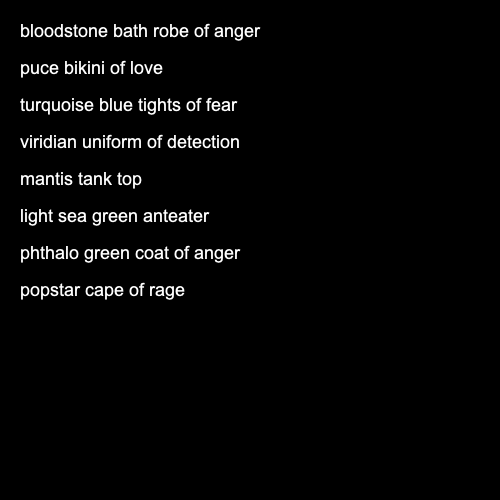 bloodstone bath robe of anger
puce bikini of love
turquoise blue tights of fear
viridian uniform of detection
mantis tank top
light sea green anteater
phthalo green coat of anger
popstar cape of rage